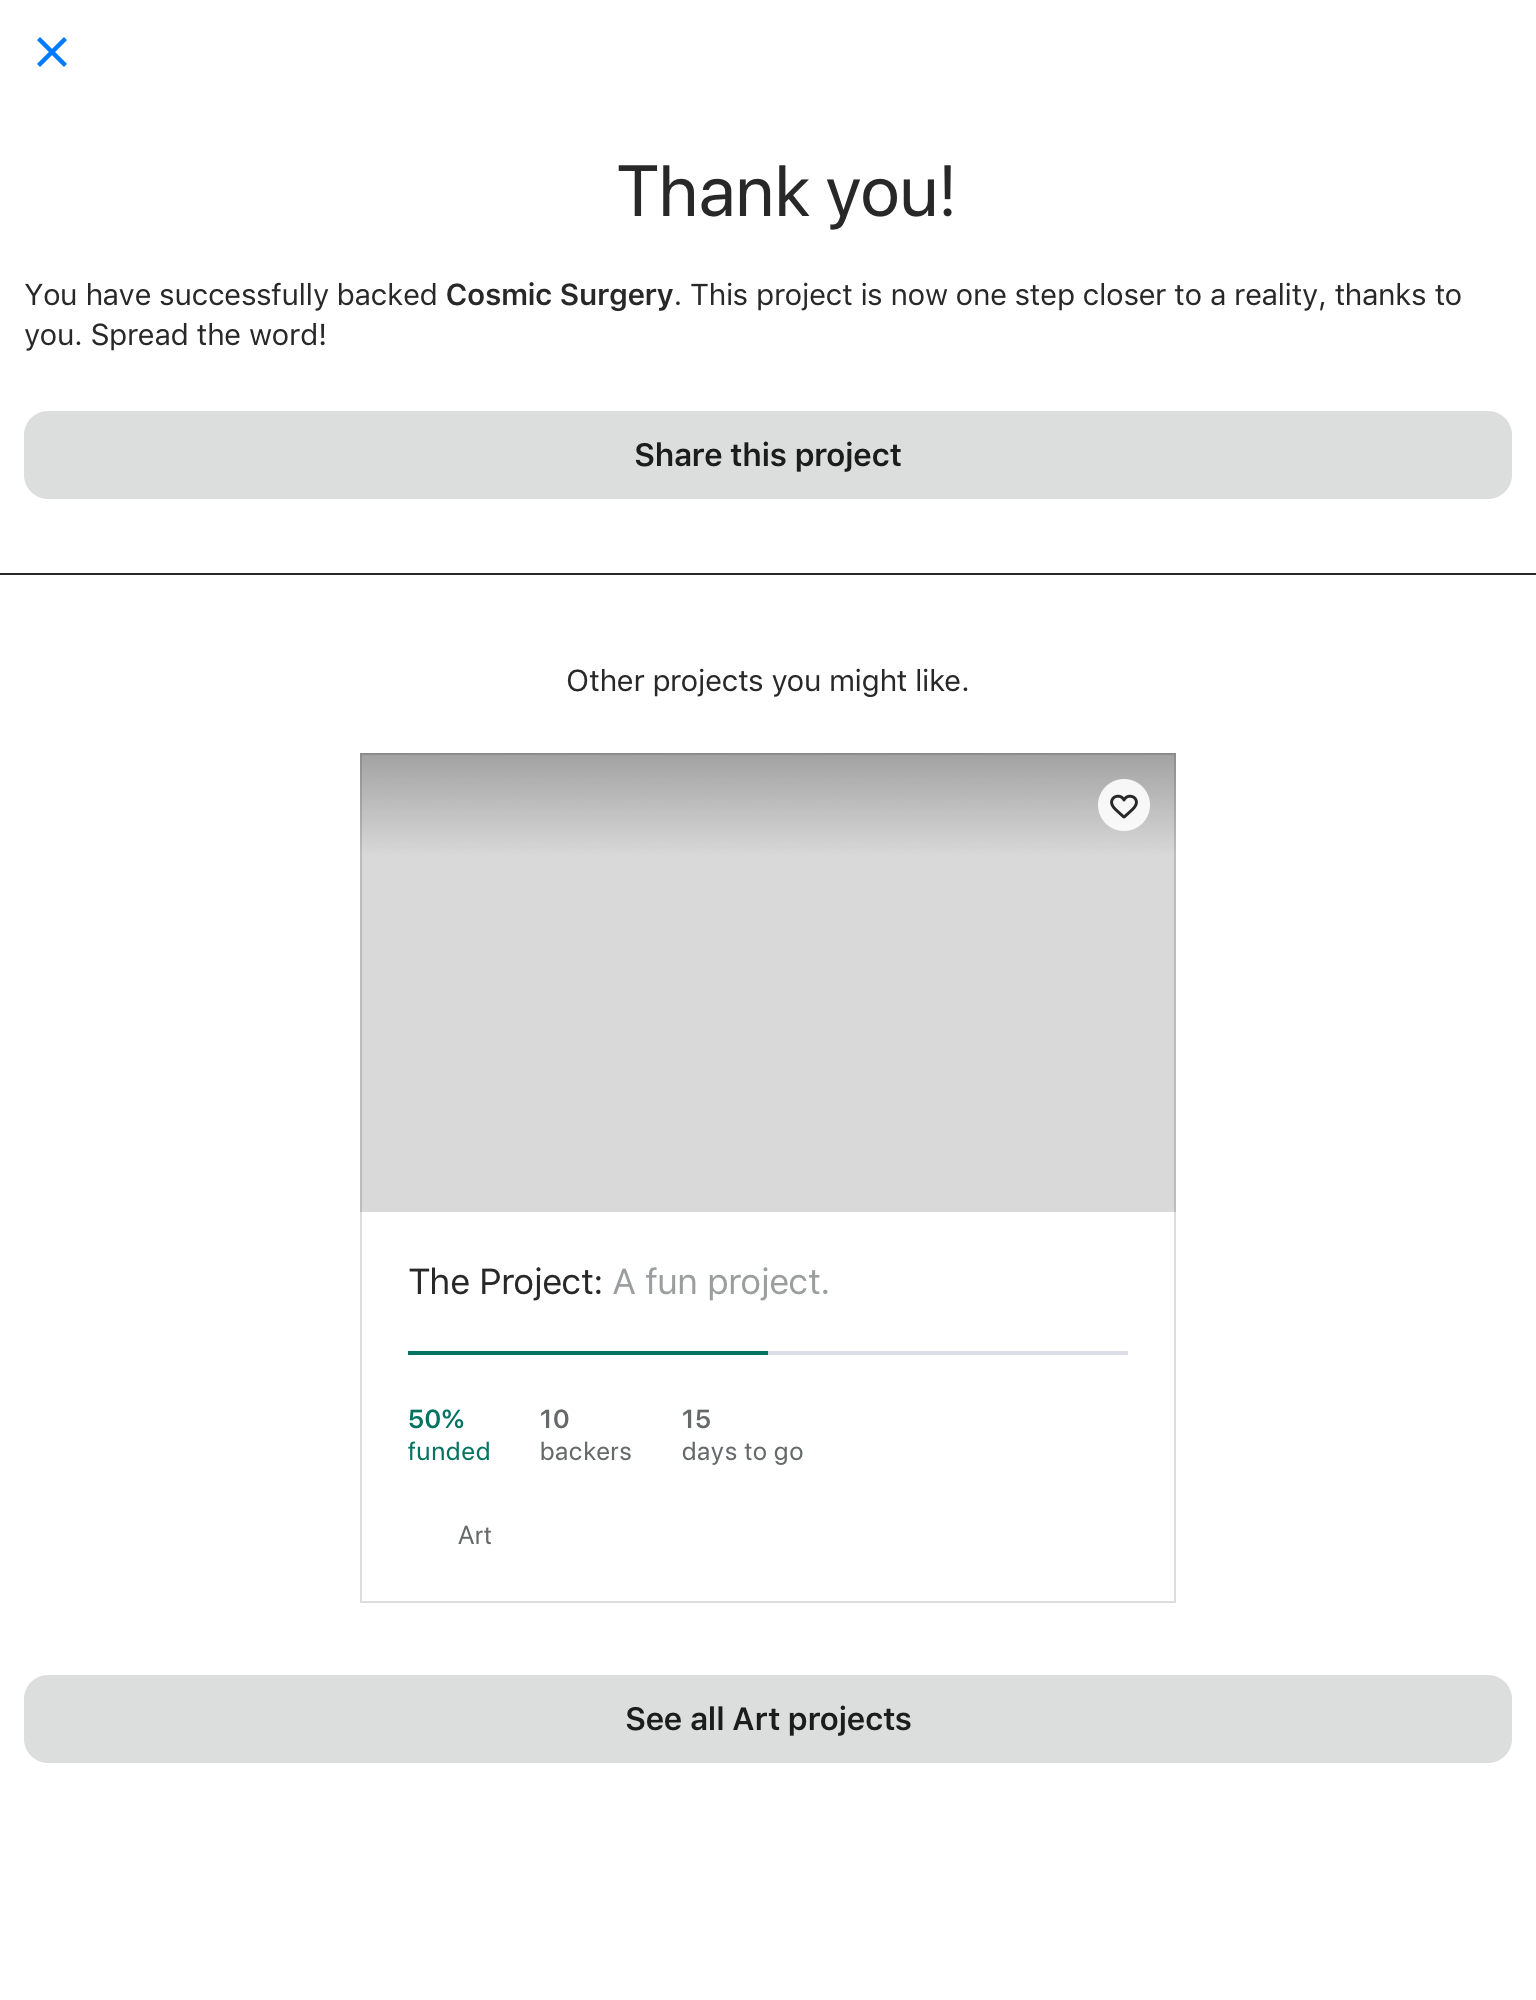 Thank you!
You have successfully backed Cosmic Surgery. This project is now one step closer to a reality, thanks to
you. Spread the word!
Share this project
Other projects you might like.
The Project: A fun project.
50% 10 15
funded backers days to go
Art
See all Art projects